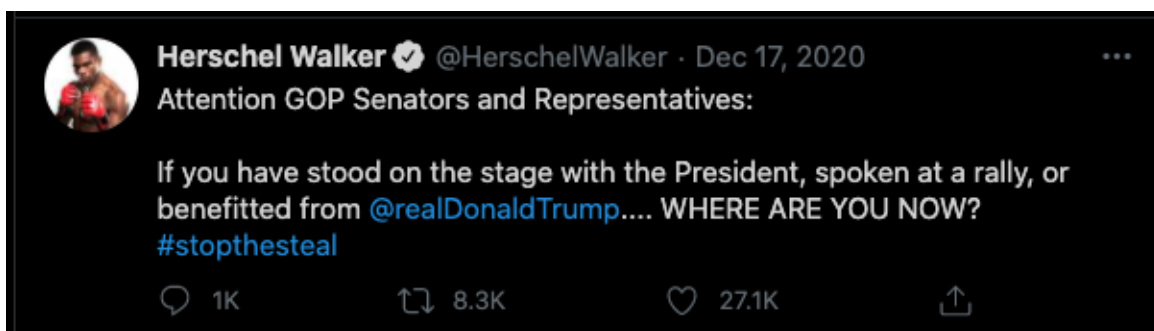 Herschel Walker @HerschelWalker · Dec 17, 2020
Attention GOP Senators and Representatives:
If you have stood on the stage with the President, spoken at a rally, or
benefitted from @realDonaldTrump.... WHERE ARE YOU NOW?
#stopthesteal
1K 8.3K 27.1K